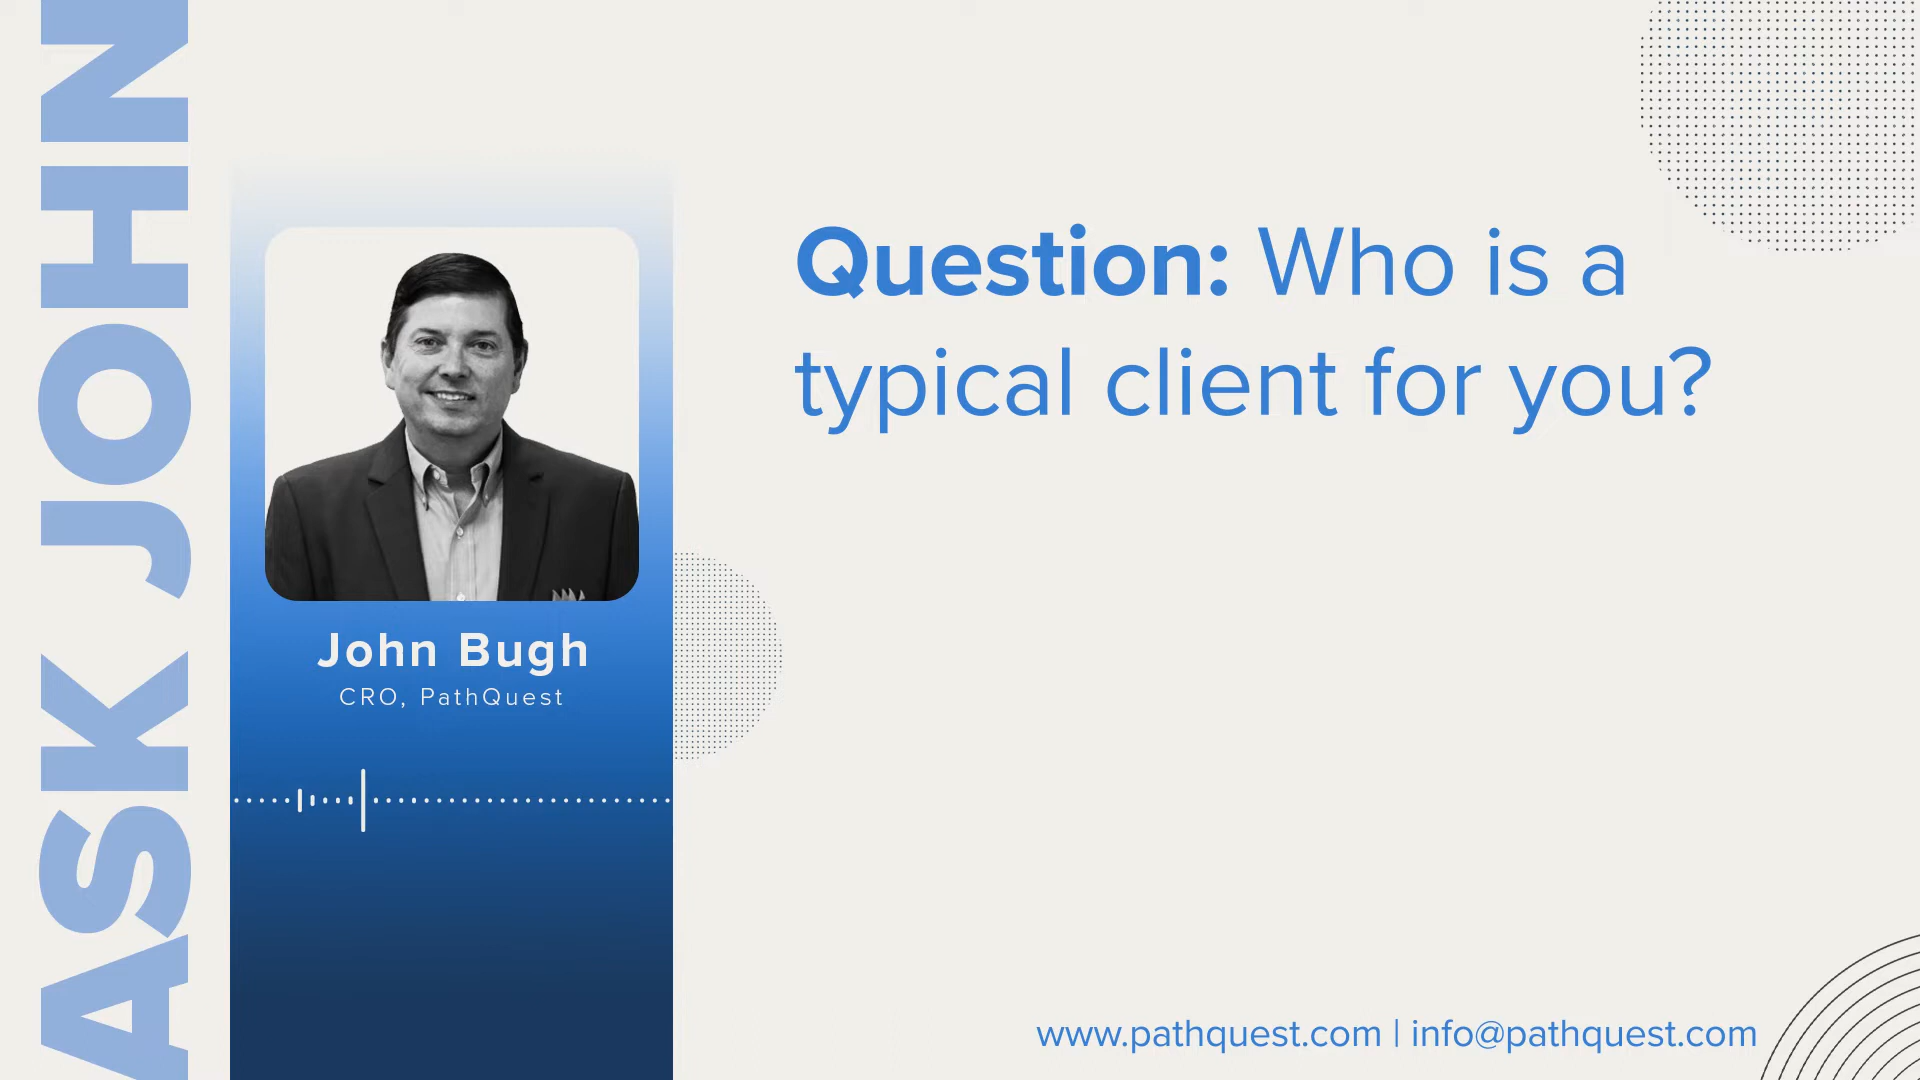 ASK JOHN
John Bugh
CRO, PathQuest
Question: Who is a
typical client for you?
www.pathquest.com | info@pathquest.com